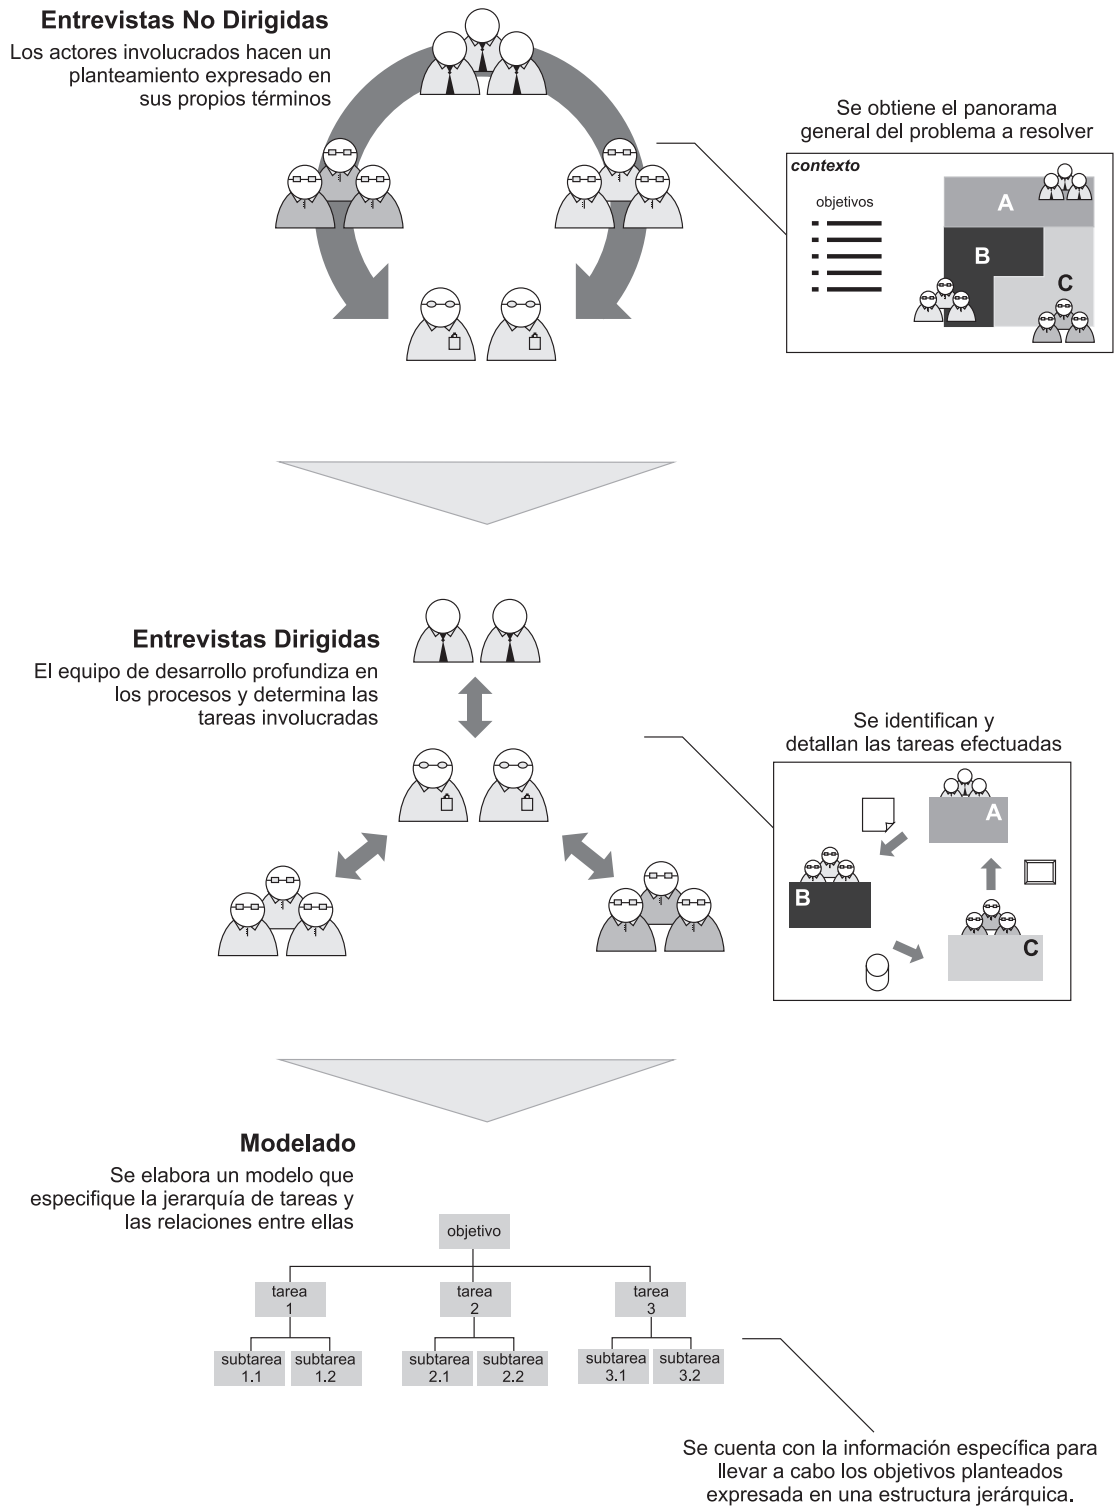 Entrevistas No Dirigidas
Los actores involucrados hacen un
planteamiento expresado en
sus propios términos
Se obtiene el panorama
general del problema a resolver
contexto
objetivos
A
B
C
Entrevistas Dirigidas
El equipo de desarrollo profundiza en
los procesos y determina las
tareas involucradas
Se identifican y
detallan las tareas efectuadas
A
B
C
Modelado
Se elabora un modelo que
especifique la jerarquía de tareas y
las relaciones entre ellas
objetivo
tarea
1
tarea
2
tarea
3
subtarea
1.1
subtarea
1.2
subtarea
2.1
subtarea
2.2
subtarea
3.1
subtarea
3.2
Se cuenta con la información específica para
llevar a cabo los objetivos planteados
expresada en una estructura jerárquica.